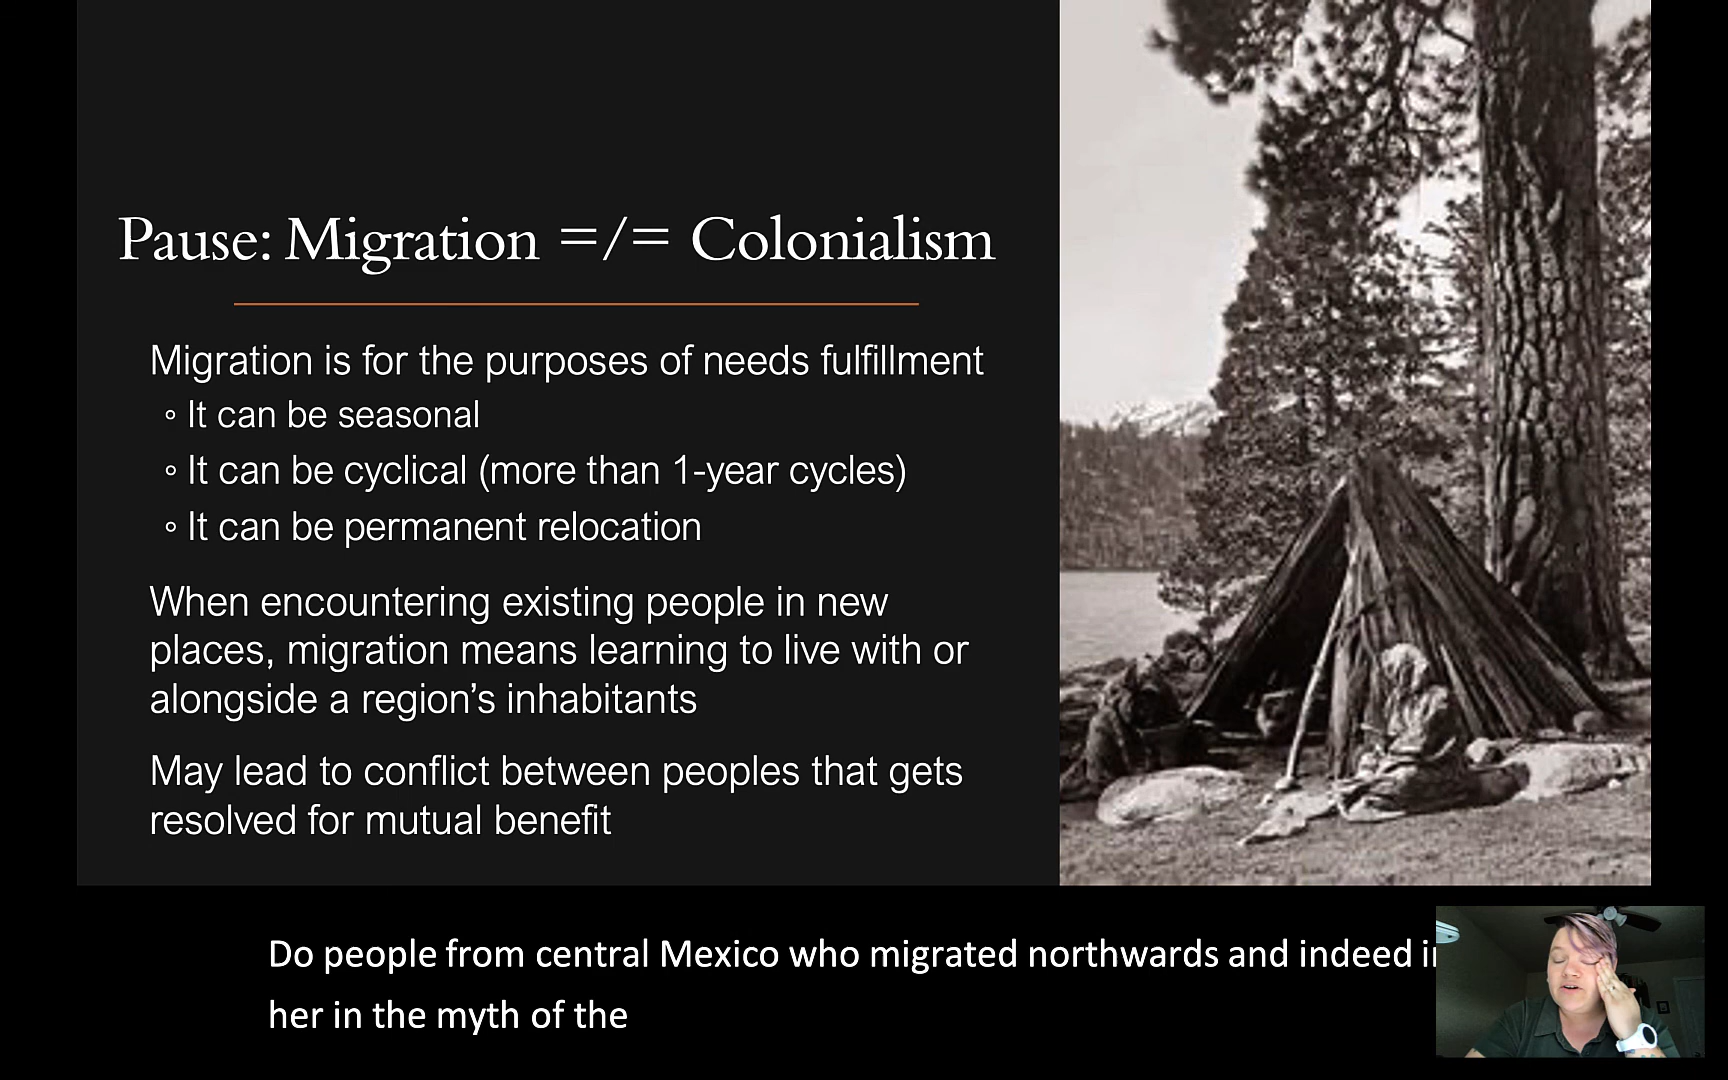 Pause: Migration =/= Colonialism
Migration is for the purposes of needs fulfillment
◦ It can be seasonal
◦ It can be cyclical (more than 1-year cycles)
◦ It can be permanent relocation
When encountering existing people in new
places, migration means learning to live with or
alongside a region’s inhabitants
May lead to conflict between peoples that gets
resolved for mutual benefit
Do people from central Mexico who migrated northwards and indeed
her in the myth of the